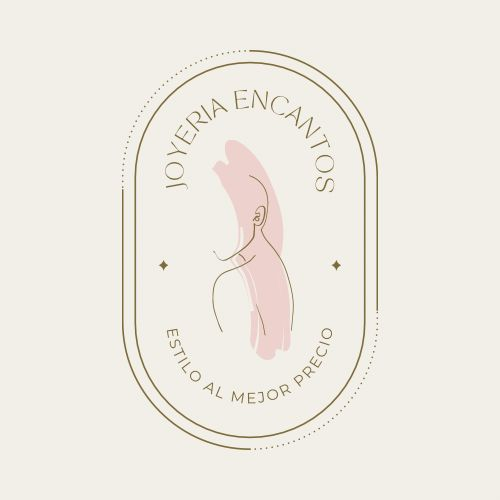 JOYERIA ENCANTOS
ESTILO AL MEJOR PRECIO